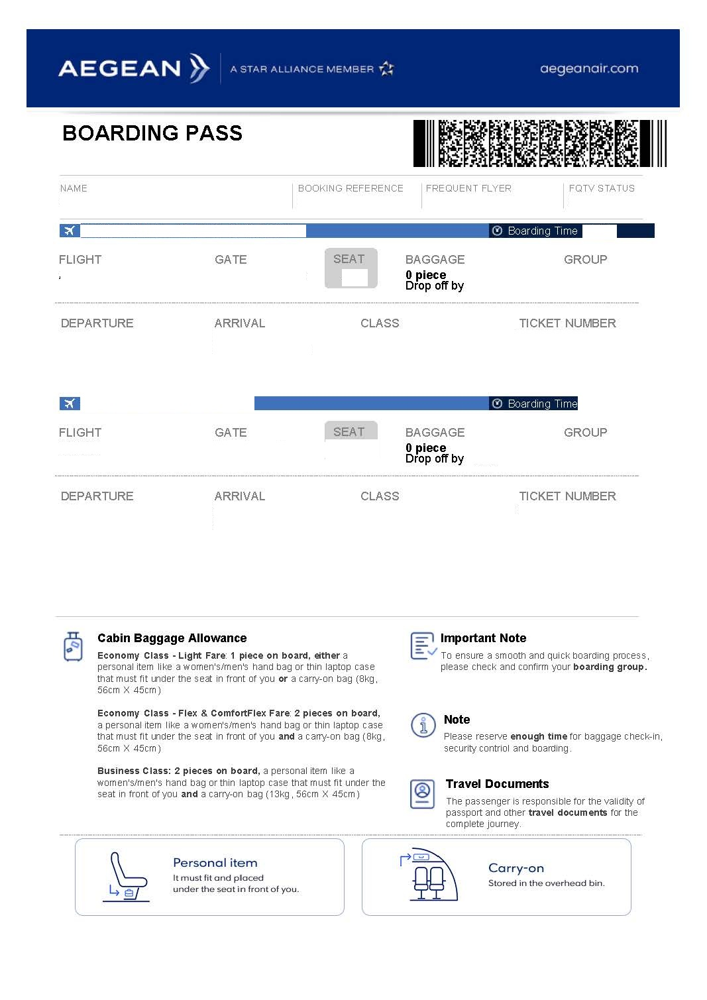 AEGEAN A STAR ALLIANCE MEMBER aegeanair.com
BOARDING PASS
NAME BOOKING REFERENCE FREQUENT FLYER FQTV STATUS
Boarding Time
FLIGHT GATE SEAT BAGGAGE GROUP
0 piece
Drop off by
DEPARTURE ARRIVAL CLASS TICKET NUMBER
Boarding Time
FLIGHT GATE SEAT BAGGAGE GROUP
0 piece
Drop off by
DEPARTURE ARRIVAL CLASS TICKET NUMBER
Cabin Baggage Allowance
Economy Class - Light Fare: 1 piece on board, either a
personal item like a women's/men's hand bag or thin laptop case
that must fit under the seat in front of you or a carry-on bag (8kg,
56cm X 45cm)
Economy Class - Flex & ComfortFlex Fare: 2 pieces on board,
a personal item like a women's/men's hand bag or thin laptop case
that must fit under the seat in front of you and a carry-on bag (8kg,
56cm X 45cm)
Business Class: 2 pieces on board, a personal item like a
women's/men's hand bag or thin laptop case that must fit under the
seat in front of you and a carry-on bag (13kg, 56cm X 45cm)
Important Note
To ensure a smooth and quick boarding process,
please check and confirm your boarding group.
Note
Please reserve enough time for baggage check-in,
security contriol and boarding.
Travel Documents
The passenger is responsible for the validity of
passport and other travel documents for the
complete journey.
Personal item
It must fit and placed
under the seat in front of you.
Carry-on
Stored in the overhead bin.